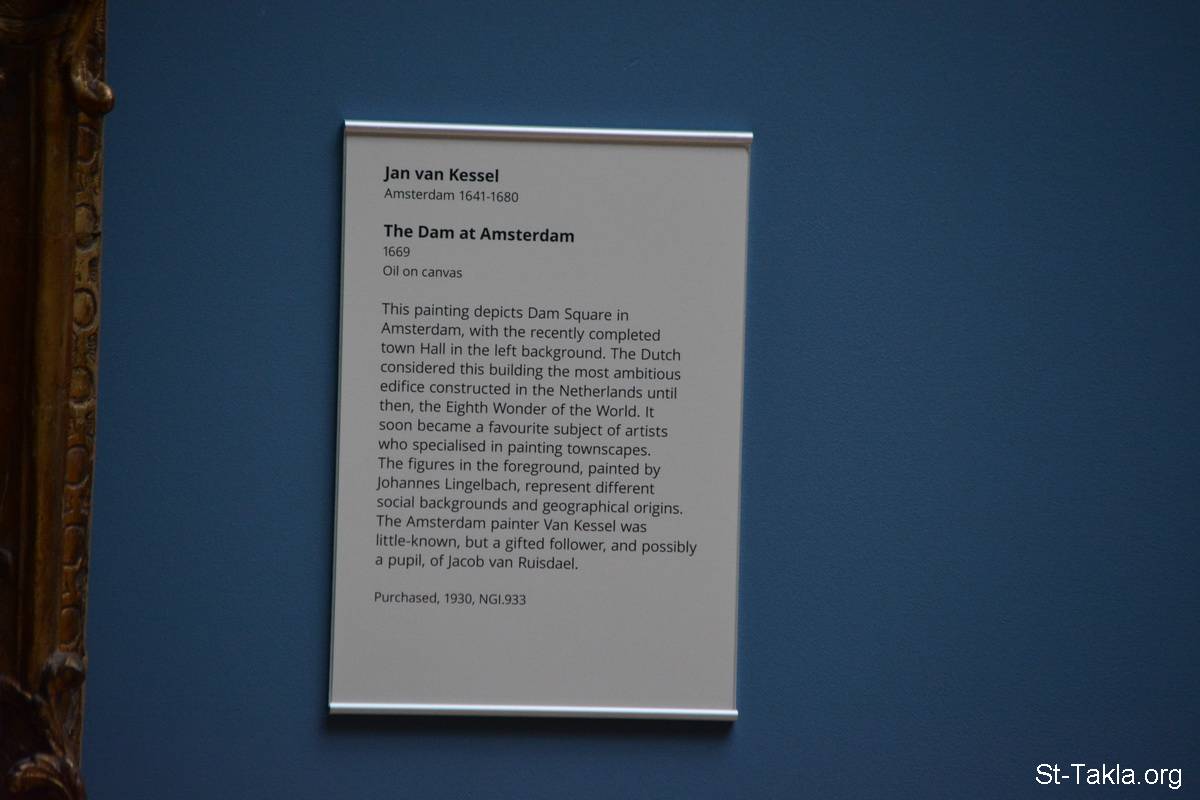 Jan van Kessel
Amsterdam 1641-1680
The Dam at Amsterdam
1669
Oil on canvas
This painting depicts Dam Square in
Amsterdam, with the recently completed
town Hall in the left background. The Dutch
considered this building the most ambitious
edifice constructed in the Netherlands until
then, the Eighth Wonder of the World. It
soon became a favourite subject of artists
who specialised in painting townscapes.
The figures in the foreground, painted by
Johannes Lingelbach, represent different
social backgrounds and geographical origins.
The Amsterdam painter Van Kessel was
little-known, but a gifted follower, and possibly
a pupil, of Jacob van Ruisdael.
Purchased, 1930, NGI.933
St-Takla.org